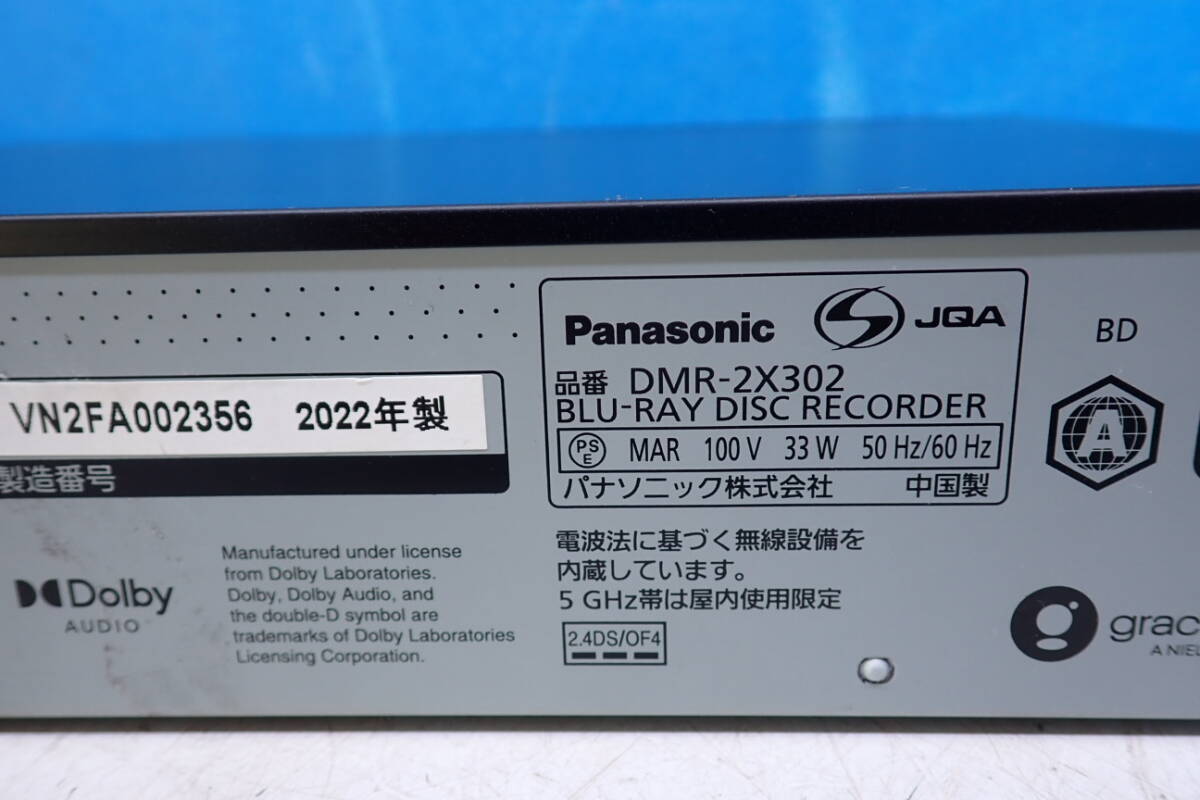 VN2FA002356 2022年製
製造番号
Dolby
AUDIO
Manufactured under license
from Dolby Laboratories.
Dolby, Dolby Audio, and
the double-D symbol are
trademarks of Dolby Laboratories
Licensing Corporation.
Panasonic S JQA
品番 DMR-2X302
BLU-RAY DISC RECORDER
PS E MAR 100 V 33 W 50 Hz/60 Hz
パナソニック株式会社 中国製
電波法に基づく無線設備を
内蔵しています。
5 GHz帯は屋内使用限定
2.4DS/OF4
BD
A
g grac
A NIEL